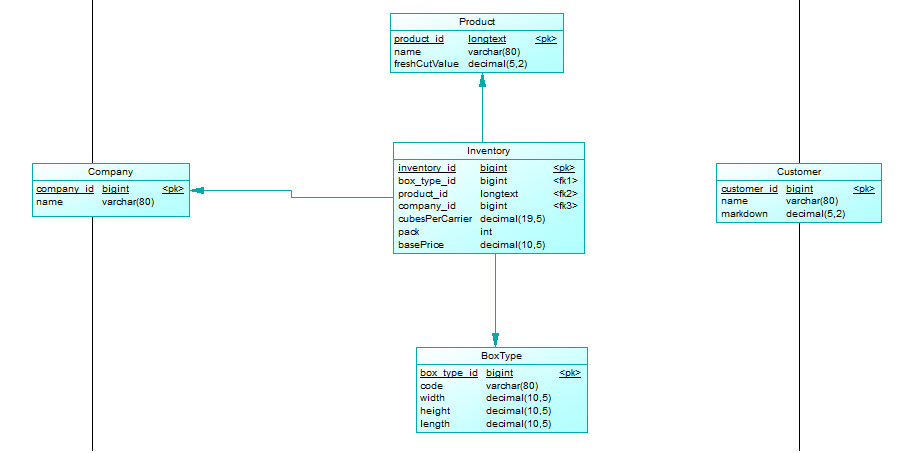 Product
product_id longtext <pk>
name varchar(80)
freshCutValue decimal(5,2)
Inventory
inventory_id bigint <pk>
box_type_id bigint <fk1>
product_id longtext <fk2>
company_id bigint <fk3>
cubesPerCarrier decimal(19,5)
pack int
basePrice decimal(10,5)
Company
company_id bigint <pk>
name varchar(80)
Customer
customer_id bigint <pk>
name varchar(80)
markdown decimal(5,2)
BoxType
box_type_id bigint <pk>
code varchar(80)
width decimal(10,5)
height decimal(10,5)
length decimal(10,5)